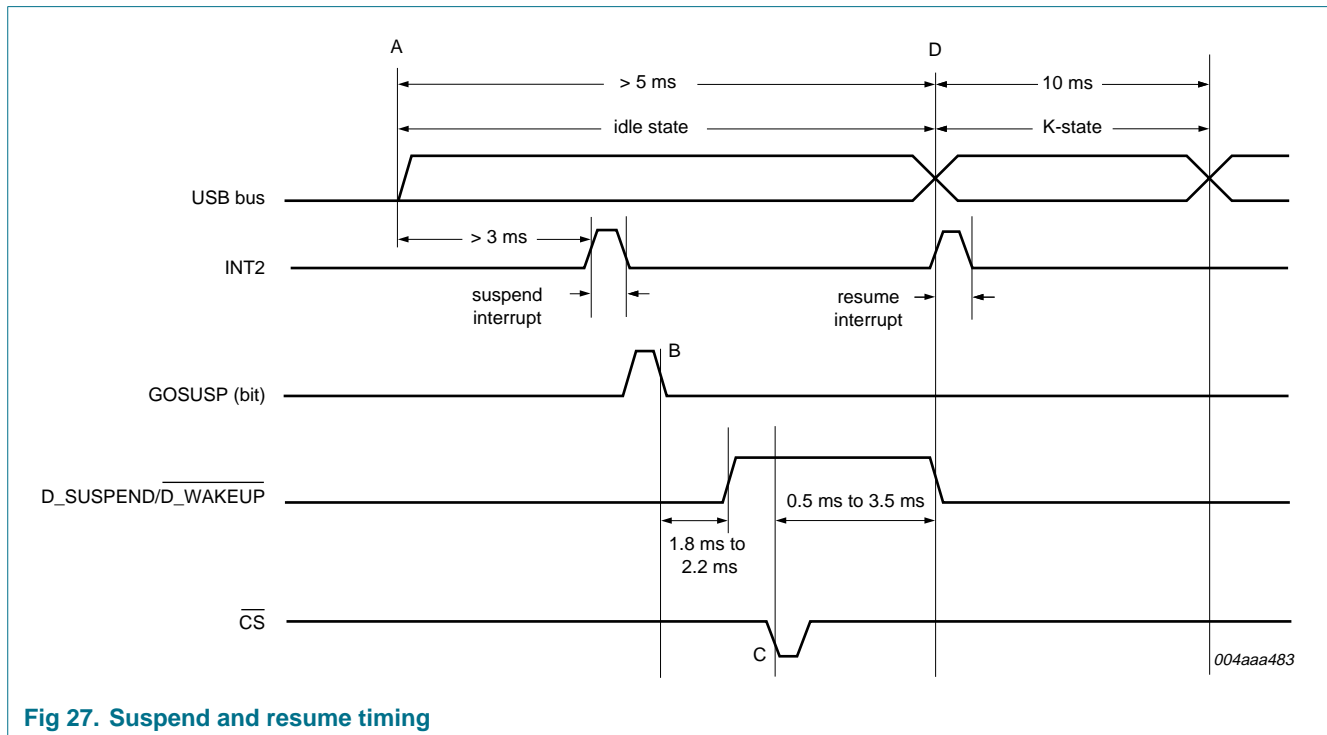 A
D
> 5 ms
10 ms
idle state
K-state
USB bus
> 3 ms
INT2
suspend
interrupt
resume
interrupt
B
GOSUSP (bit)
D_SUSPEND/D_WAKEUP
0.5 ms to 3.5 ms
1.8 ms to
2.2 ms
CS
C
004aaa483
Fig 27. Suspend and resume timing